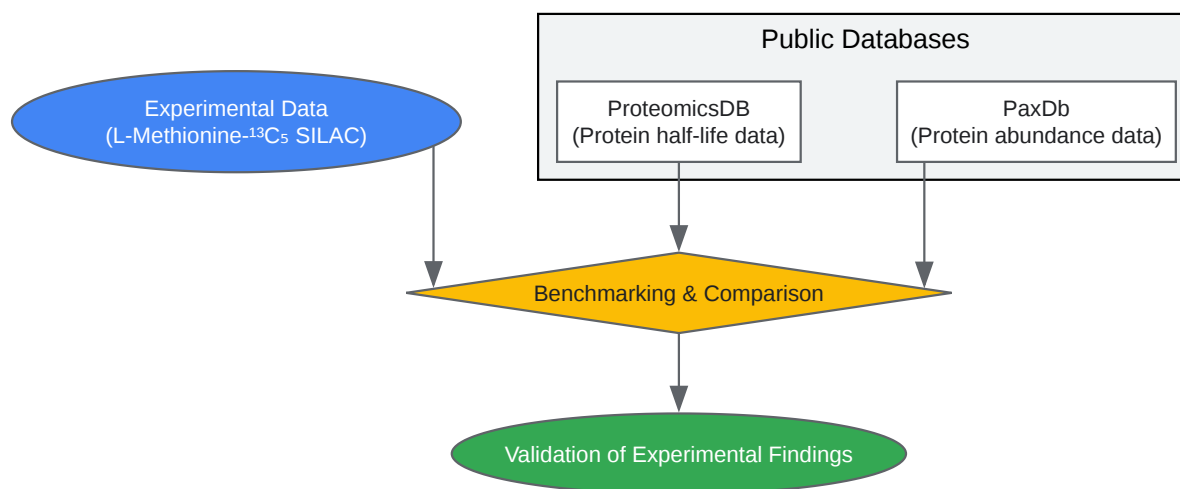 Public Databases
Experimental Data
(L-Methionine-¹³C₅ SILAC)
ProteomicsDB
(Protein half-life data)
PaxDb
(Protein abundance data)
Benchmarking & Comparison
Validation of Experimental Findings